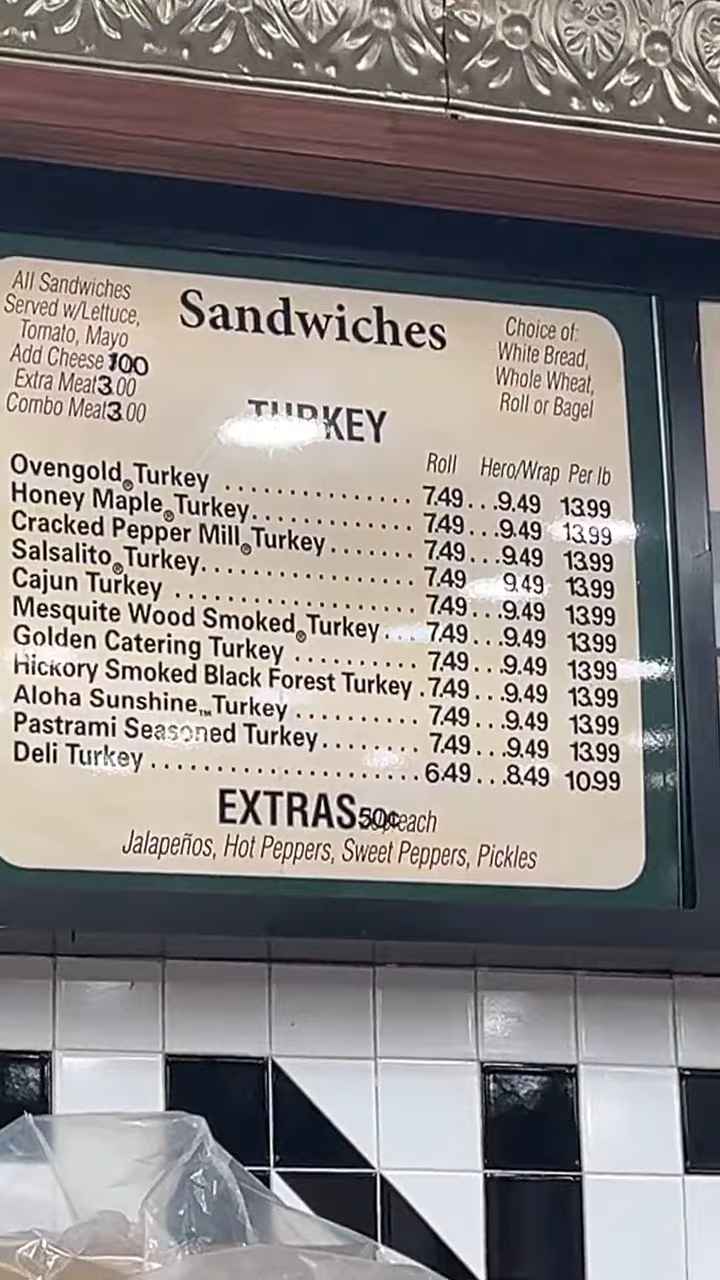 All Sandwiches
Served w/Lettuce,
Tomato, Mayo
Add Cheese 100
Extra Meat 3.00
Combo Meat 3.00
Sandwiches
Choice of:
White Bread,
Whole Wheat,
Roll or Bagel
TURKEY
Roll Hero/Wrap Per lb
Ovengold® Turkey .............. 7.49...9.49 13.99
Honey Maple® Turkey............ 7.49...9.49 13.99
Cracked Pepper Mill® Turkey....... 7.49...9.49 13.99
Salsalito® Turkey................ 7.49 9.49 13.99
Cajun Turkey .................. 7.49...9.49 13.99
Mesquite Wood Smoked® Turkey... 7.49...9.49 13.99
Golden Catering Turkey .......... 7.49...9.49 1399
Hickory Smoked Black Forest Turkey .7.49...9.49 13.99
Aloha Sunshine™ Turkey .......... 7.49...9.49 13.99
Pastrami Seasoned Turkey........ 7.49...9.49 13.99
Deli Turkey ....................6.49...8.49 10.99
EXTRAS 50¢ each
Jalapeños, Hot Peppers, Sweet Peppers, Pickles